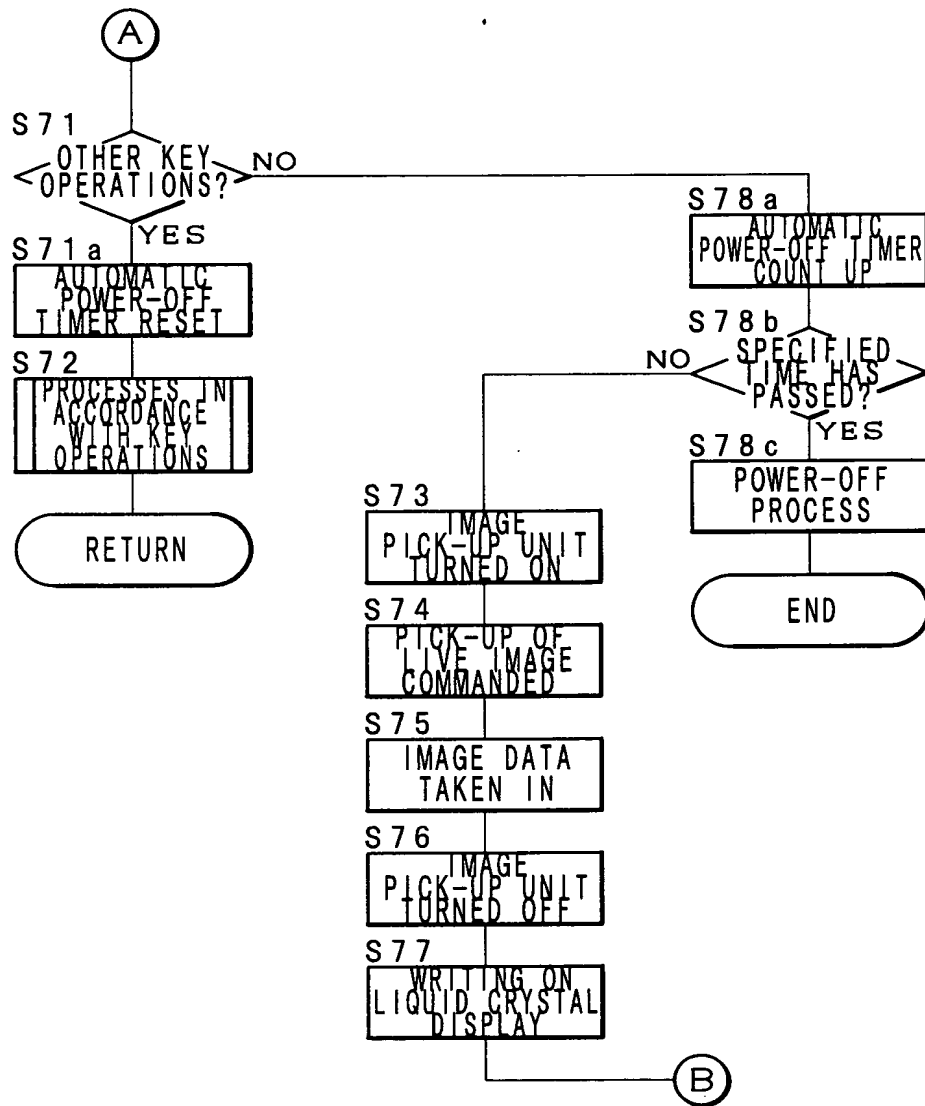 A
S71
OTHER KEY
OPERATIONS?
NO
YES
S71a
AUTOMATIC
POWER-OFF
TIMER RESET
S72
PROCESSES IN
ACCORDANCE
WITH KEY
OPERATIONS
RETURN
S78a
AUTOMATIC
POWER-OFF TIMER
COUNT UP
S78b
SPECIFIED
TIME HAS
PASSED?
NO
YES
S78c
POWER-OFF
PROCESS
END
S73
IMAGE
PICK-UP UNIT
TURNED ON
S74
PICK-UP OF
LIVE IMAGE
COMMANDED
S75
IMAGE DATA
TAKEN IN
S76
IMAGE
PICK-UP UNIT
TURNED OFF
S77
WRITING ON
LIQUID CRYSTAL
DISPLAY
B